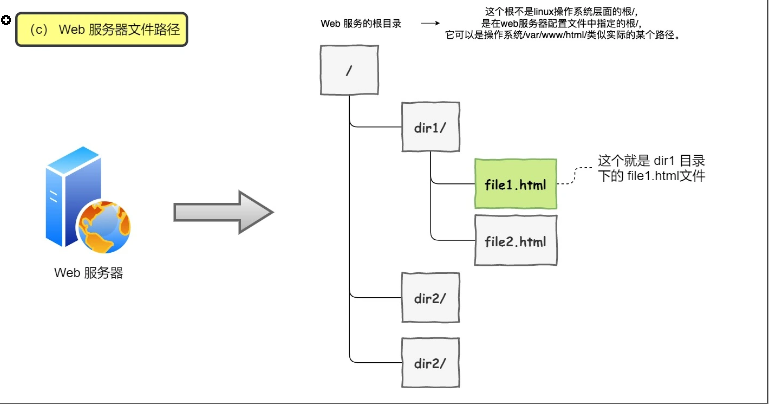 (c) Web 服务器文件路径
Web 服务的根目录
这个根不是linux操作系统层面的根/，
是在web服务器配置文件中指定的根/，
它可以是操作系统/var/www/html/类似实际的某个路径。
/
dir1/
file1.html
这个就是 dir1 目录
下的 file1.html文件
file2.html
Web 服务器
dir2/
dir2/